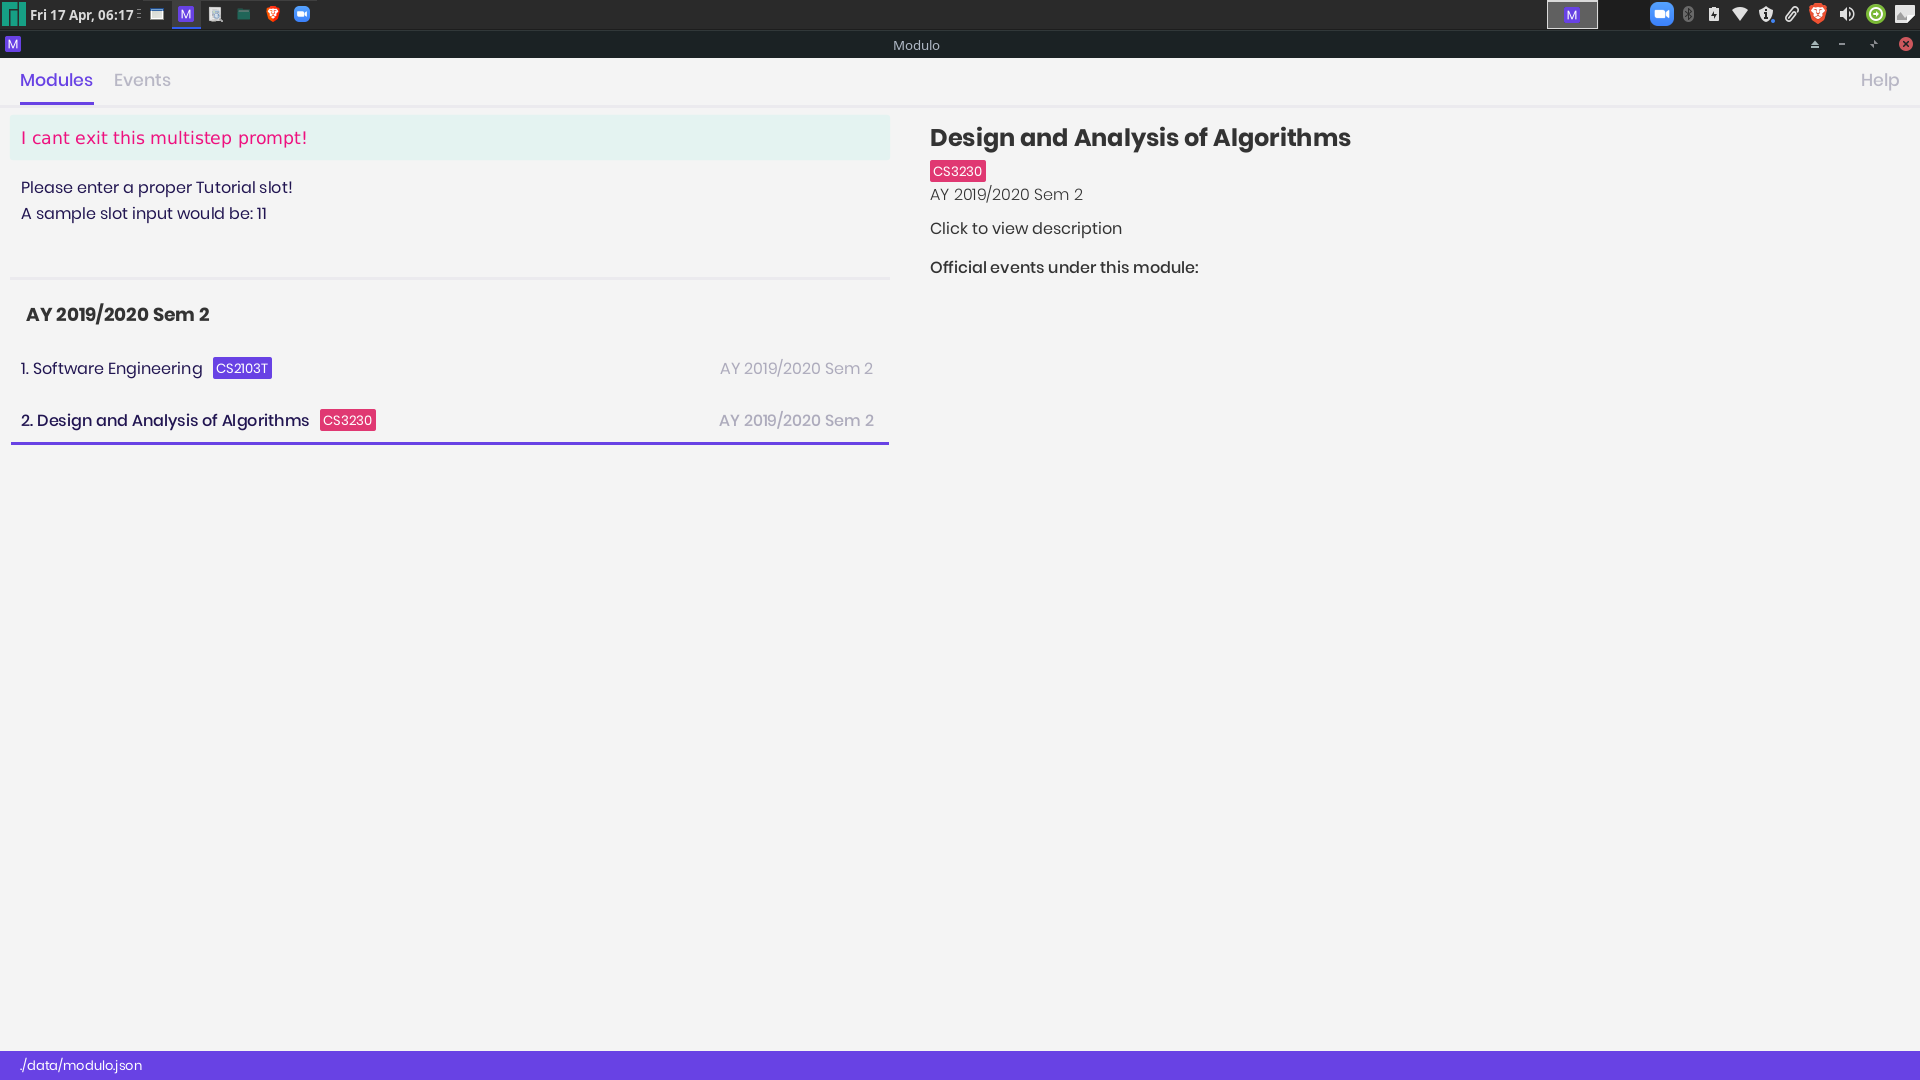 Fri 17 Apr, 06:17
M
M
M
Modulo
Modules Events Help
I cant exit this multistep prompt!
Please enter a proper Tutorial slot!
A sample slot input would be: 11
AY 2019/2020 Sem 2
1. Software Engineering CS2103T AY 2019/2020 Sem 2
2. Design and Analysis of Algorithms CS3230 AY 2019/2020 Sem 2
Design and Analysis of Algorithms
CS3230
AY 2019/2020 Sem 2
Click to view description
Official events under this module:
./data/modulo.json